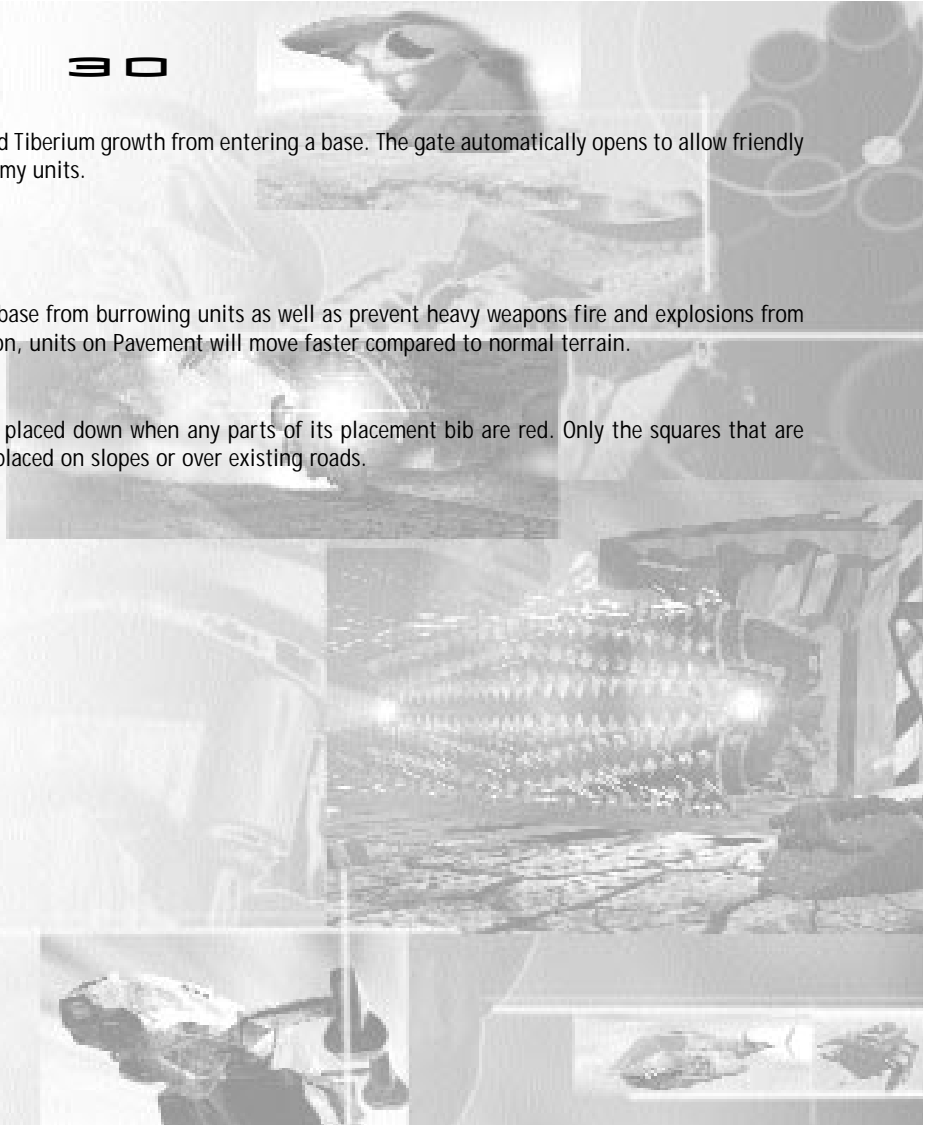 30
d Tiberium growth from entering a base. The gate automatically opens to allow friendly
my units.
base from burrowing units as well as prevent heavy weapons fire and explosions from
on, units on Pavement will move faster compared to normal terrain.
placed down when any parts of its placement bib are red. Only the squares that are
placed on slopes or over existing roads.